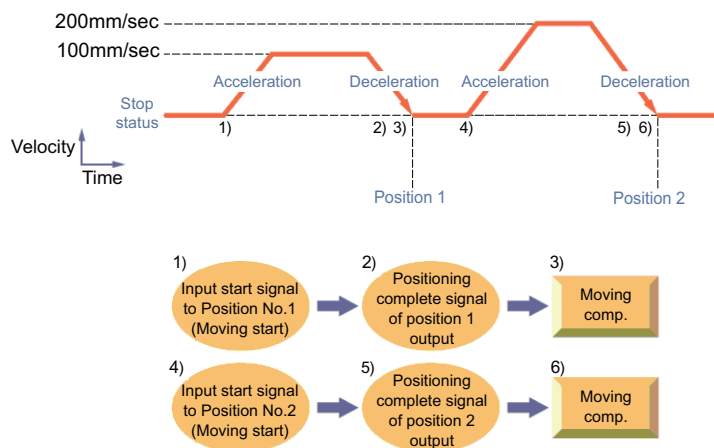 200mm/sec
100mm/sec
Acceleration
Deceleration
Acceleration
Deceleration
Stop
status
1)
2)
3)
4)
5)
6)
Velocity
Time
Position 1
Position 2
1)
Input start signal
to Position No.1
(Moving start)
2)
Positioning
complete signal
of position 1
output
3)
Moving
comp.
4)
Input start signal
to Position No.2
(Moving start)
5)
Positioning
complete signal
of position 2
output
6)
Moving
comp.